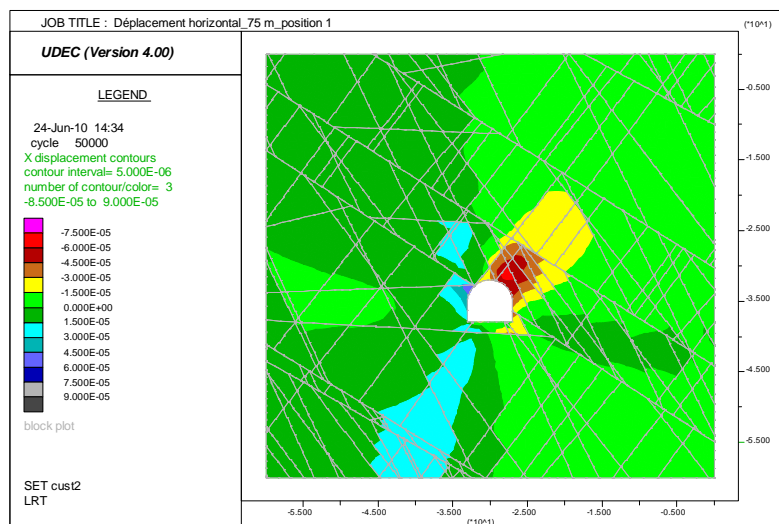 JOB TITLE : Déplacement horizontal_75 m_position 1
(*10^1)
UDEC (Version 4.00)
LEGEND
24-Jun-10 14:34
cycle 50000
X displacement contours
contour interval= 5.000E-06
number of contour/color= 3
-8.500E-05 to 9.000E-05
-7.500E-05
-6.000E-05
-4.500E-05
-3.000E-05
-1.500E-05
0.000E+00
1.500E-05
3.000E-05
4.500E-05
6.000E-05
7.500E-05
9.000E-05
block plot
SET cust2
LRT
-0.500
-1.500
-2.500
-3.500
-4.500
-5.500
-6.500
-5.500 -4.500 -3.500 -2.500 -1.500 -0.500
(*10^1)